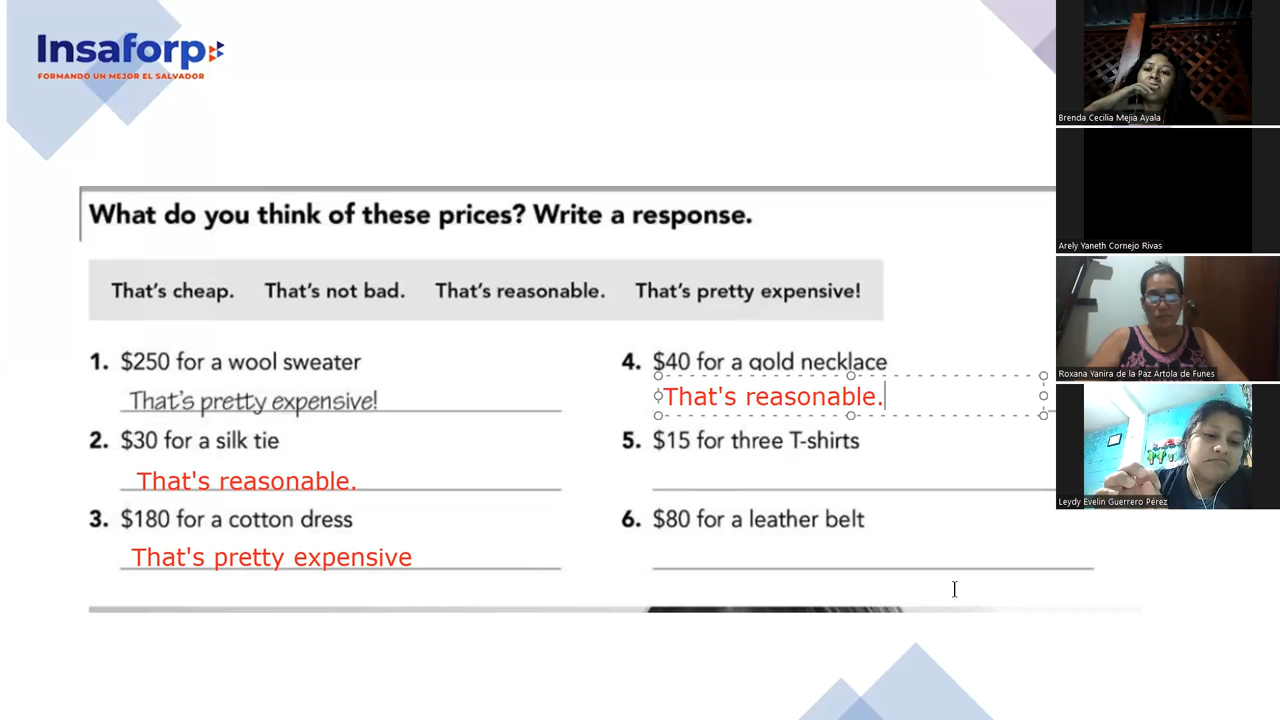 Insaforp
FORMANDO UN MEJOR EL SALVADOR
What do you think of these prices? Write a response.
That's cheap. That's not bad. That's reasonable. That's pretty expensive!
1. $250 for a wool sweater
That's pretty expensive!
2. $30 for a silk tie
That's reasonable.
3. $180 for a cotton dress
That's pretty expensive
4. $40 for a gold necklace
That's reasonable.
5. $15 for three T-shirts
6. $80 for a leather belt
Brenda Cecilia Mejia Ayala
Arely Yaneth Cornejo Rivas
Roxana Yanira de la Paz Artola de Funes
Leydy Evelin Guerrero Pérez